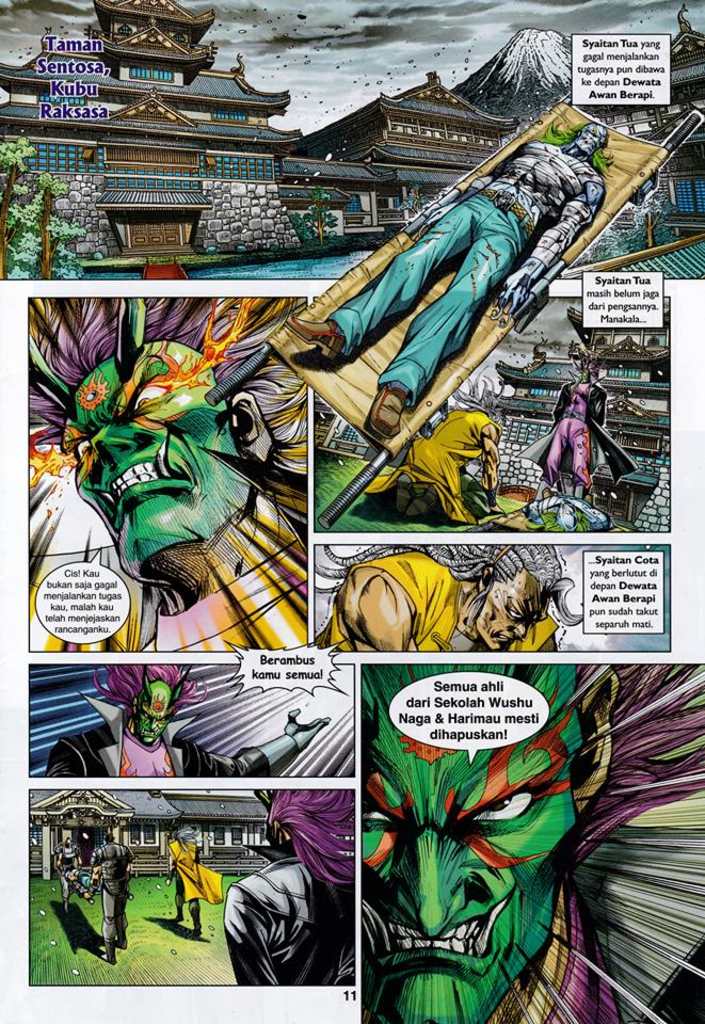 Taman
Sentosa,
Kubu
Raksasa
Syaitan Tua yang
gagal menjalankan
tugasnya pun dibawa
ke depan Dewata
Awan Berapi.
Syaitan Tua
masih belum jaga
dari pengsannya.
Manakala...
Cis! Kau
bukan saja gagal
menjalankan tugas
kau, malah kau
telah menjejaskan
rancanganku.
...Syaitan Cota
yang berlutut di
depan Dewata
Awan Berapi
pun sudah takut
separuh mati.
Berambus
kamu semua!
Semua ahli
dari Sekolah Wushu
Naga & Harimau mesti
dihapuskan!
11